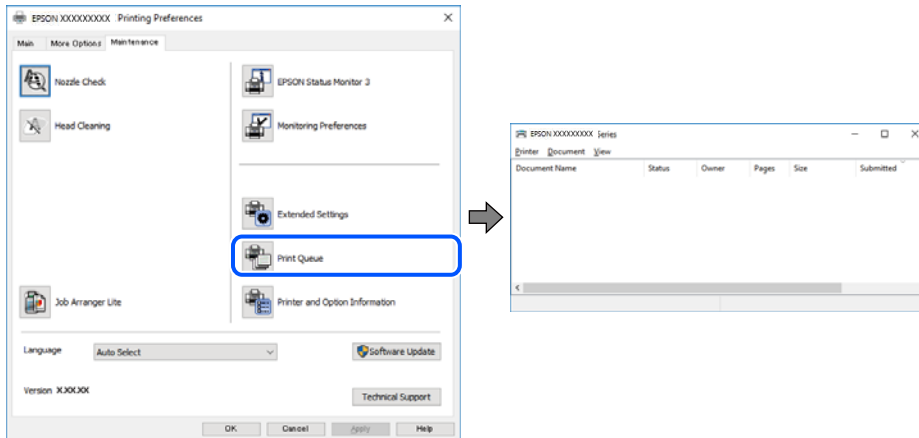 EPSON XXXXXXXXX Printing Preferences
Main More Options Maintenance
Nozzle Check
EPSON Status Monitor 3
Head Cleaning
Monitoring Preferences
Extended Settings
Print Queue
Job Arranger Lite
Printer and Option Information
Language Auto Select Software Update
Version X.XX.XX
Technical Support
OK Cancel Apply Help
EPSON XXXXXXXXX Series
Printer Document View
Document Name Status Owner Pages Size Submitted